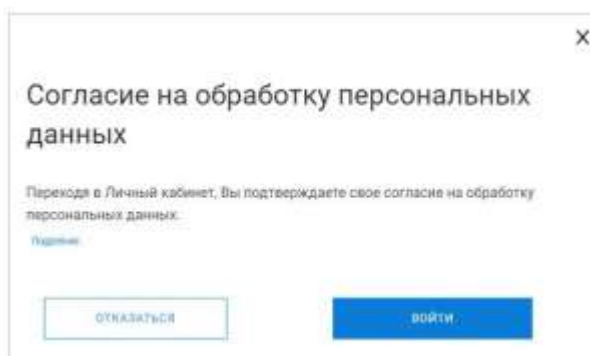 Согласие на обработку персональных
данных
Переходя в Личный кабинет, Вы подтверждаете свое согласие на обработку
персональных данных.
Подробнее
ОТКАЗАТЬСЯ
ВОЙТИ